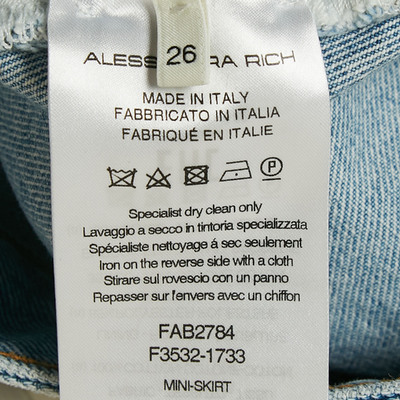 26
RICH
MADE IN ITALY
FABBRICATO IN ITALIA
FABRIQUÉ EN ITALIE
P
Specialist dry clean only
Lavaggio a secco in tintoria specializzata
Spécialiste nettoyage á sec seulement
Iron on the reverse side with a cloth
Stirare sul rovescio con un panno
Repasser sur l'envers avec un chiffon
FAB2784
F3532-1733
MINI-SKIRT